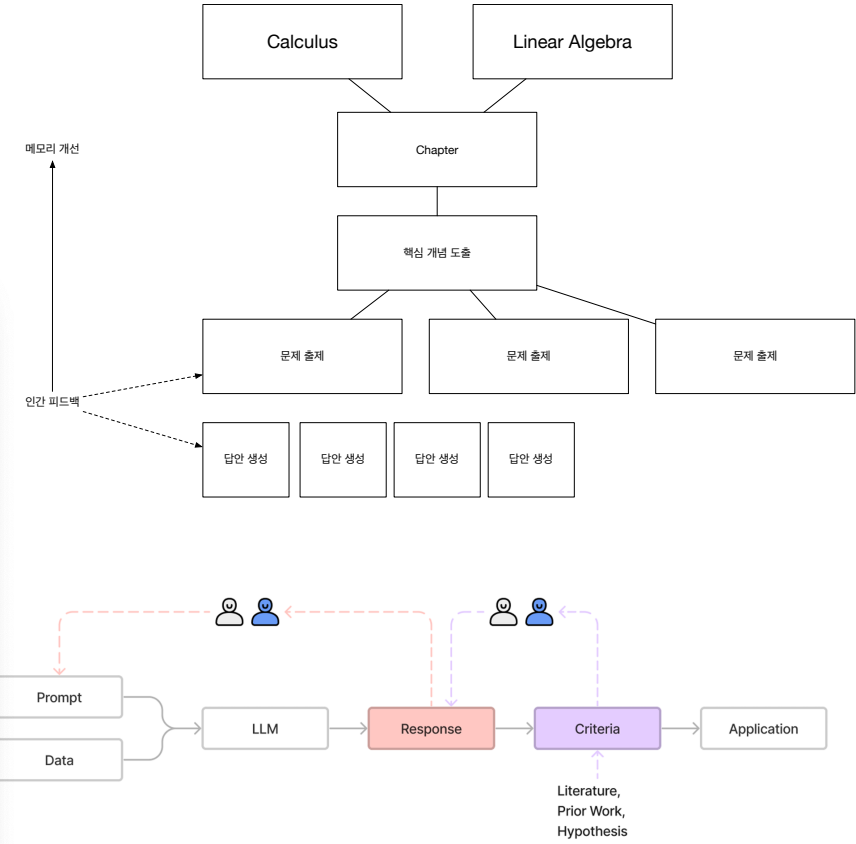 Calculus
Linear Algebra
Chapter
메모리 개선
핵심 개념 도출
문제 출제
문제 출제
문제 출제
인간 피드백
답안 생성
답안 생성
답안 생성
답안 생성
Prompt
LLM
Response
Criteria
Application
Data
Literature,
Prior Work,
Hypothesis